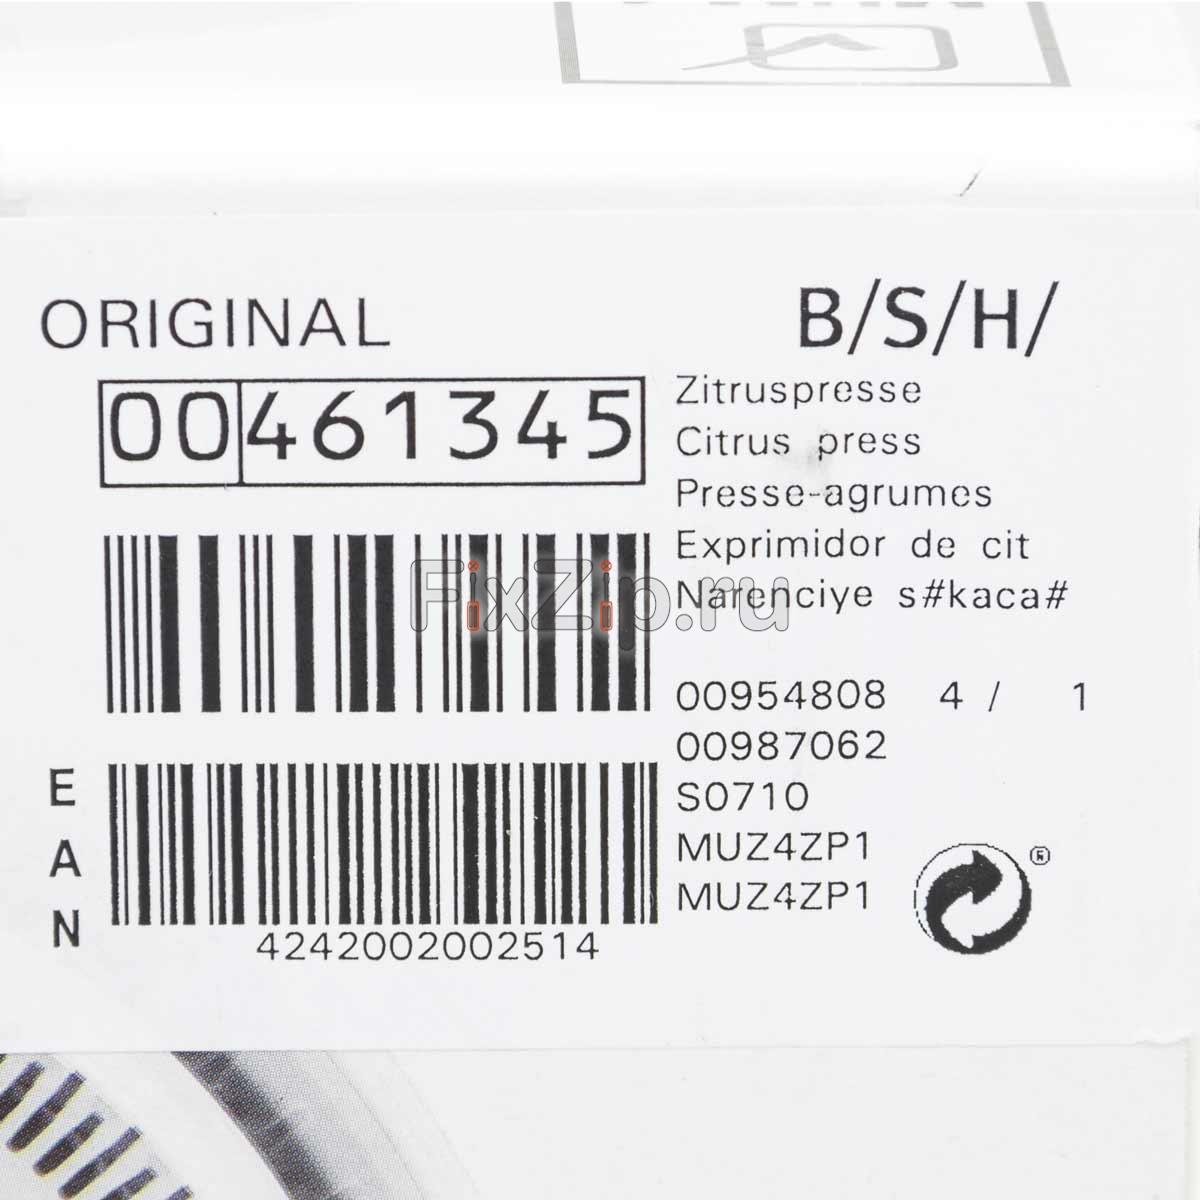 ORIGINAL
B/S/H/
00461345
Zitruspresse
Citrus press
Presse-agrumes
Exprimidor de cit
Narenciye s#kaca#
FixZip.ru
00954808 4 / 1
00987062
S0710
MUZ4ZP1
MUZ4ZP1
EAN
4242002002514